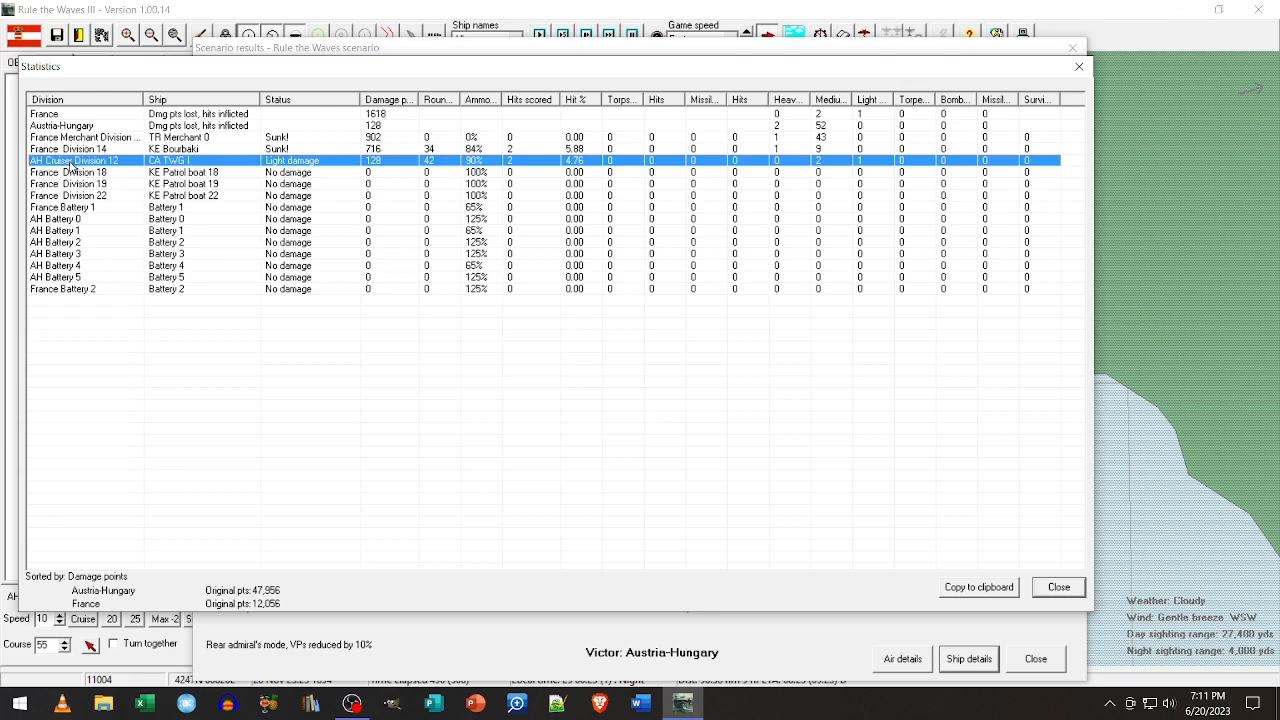 Rule the Waves III - Version 1.00.14
Ship names
Game speed
Scenario results - Rule the Waves scenario
Statistics
Division Ship Status Damage p... Roun... Ammo... Hits scored Hit % Torps... Hits Missil... Hits Heav... Mediu... Light ... Torpe... Bomb... Missil... Survi...
France Dmg pts lost, hits inflicted 1618 0 2 1 0 0 0
Austria-Hungary Dmg pts lost, hits inflicted 128 2 52 0 0 0 0
France Merchant Division ... TR Merchant 0 Sunk! 902 0 0% 0 0.00 0 0 0 0 1 43 0 0 0 0 0
France Division 14 KE Bourbaki Sunk! 716 34 84% 2 5.88 0 0 0 0 1 9 0 0 0 0 0
AH Cruiser Division 12 CA TWG I Light damage 128 42 90% 2 4.76 0 0 0 0 0 2 1 0 0 0 0
France Division 18 KE Patrol boat 18 No damage 0 0 100% 0 0.00 0 0 0 0 0 0 0 0 0 0 0
France Division 19 KE Patrol boat 19 No damage 0 0 100% 0 0.00 0 0 0 0 0 0 0 0 0 0 0
France Division 22 KE Patrol boat 22 No damage 0 0 100% 0 0.00 0 0 0 0 0 0 0 0 0 0 0
France Battery 1 Battery 1 No damage 0 0 65% 0 0.00 0 0 0 0 0 0 0 0 0 0 0
AH Battery 0 Battery 0 No damage 0 0 125% 0 0.00 0 0 0 0 0 0 0 0 0 0 0
AH Battery 1 Battery 1 No damage 0 0 65% 0 0.00 0 0 0 0 0 0 0 0 0 0 0
AH Battery 2 Battery 2 No damage 0 0 125% 0 0.00 0 0 0 0 0 0 0 0 0 0 0
AH Battery 3 Battery 3 No damage 0 0 125% 0 0.00 0 0 0 0 0 0 0 0 0 0 0
AH Battery 4 Battery 4 No damage 0 0 65% 0 0.00 0 0 0 0 0 0 0 0 0 0 0
AH Battery 5 Battery 5 No damage 0 0 125% 0 0.00 0 0 0 0 0 0 0 0 0 0 0
France Battery 2 Battery 2 No damage 0 0 125% 0 0.00 0 0 0 0 0 0 0 0 0 0 0
Sorted by: Damage points
Austria-Hungary Original pts: 47,956
France Original pts: 12,056
Copy to clipboard Close
Weather: Cloudy
Wind: Gentle breeze WSW
Day sighting range: 27,400 yds
Night sighting range: 4,000 yds
Speed 10 Cruise 20 25 Max -2
Course 55 Turn together
Rear admiral's mode, VPs reduced by 10%
Victor: Austria-Hungary
Air details Ship details Close
11004
7:11 PM
6/20/2023